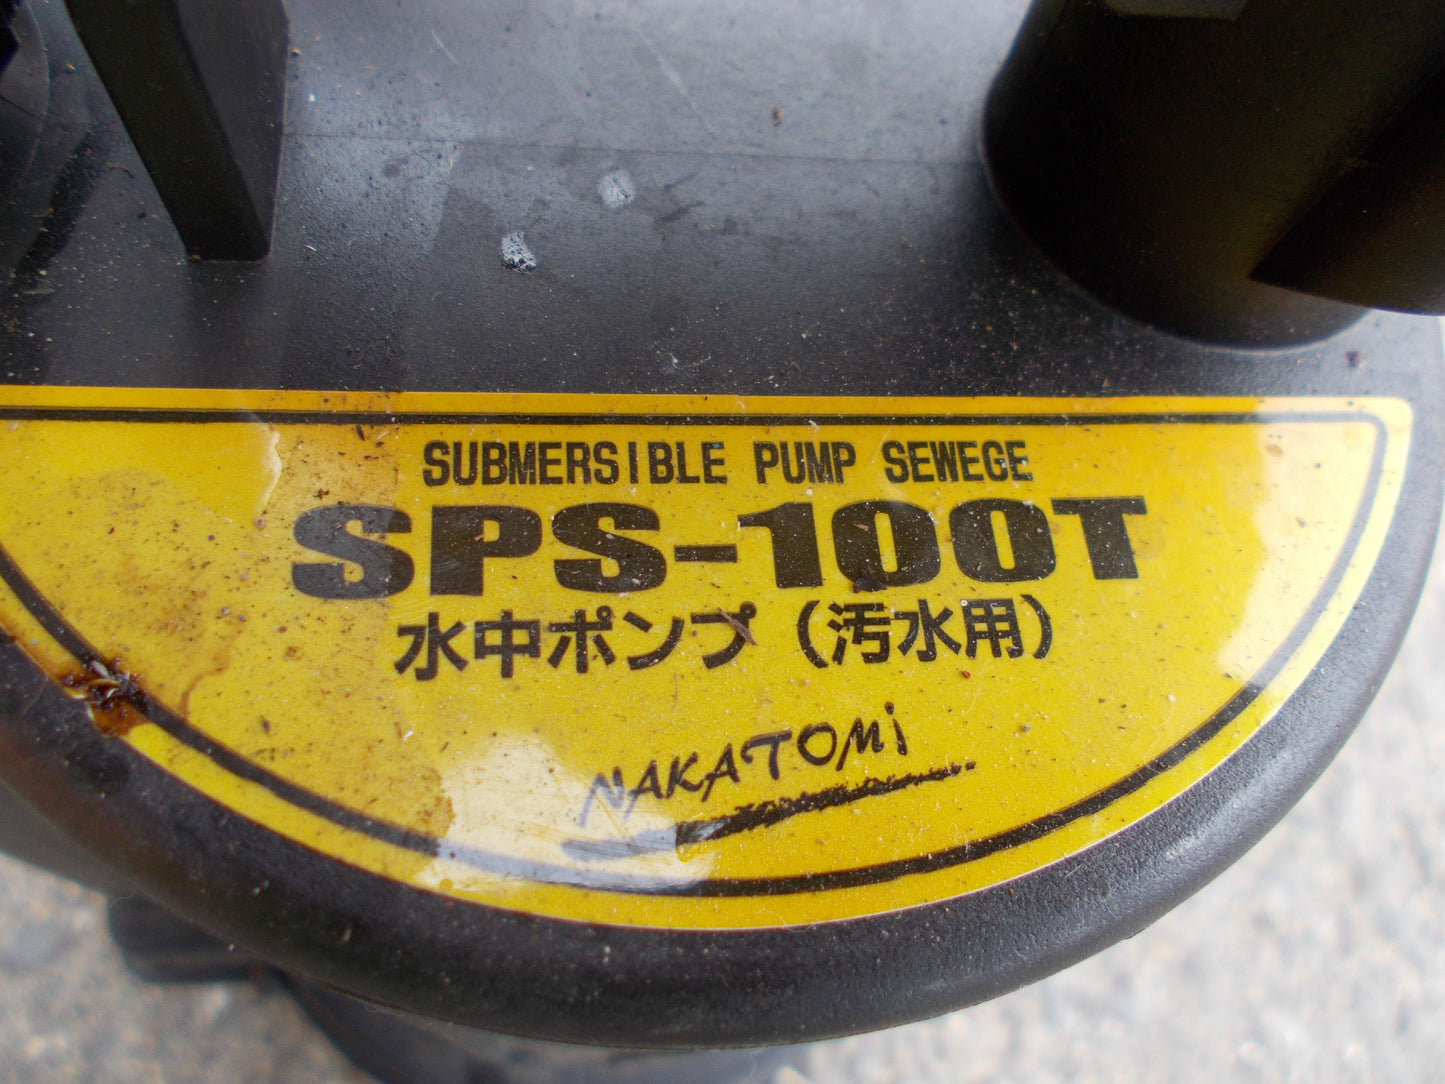 SUBMERSIBLE PUMP SEWEGE
SPS-100T
水中ポンプ（汚水用）
NAKATOMi